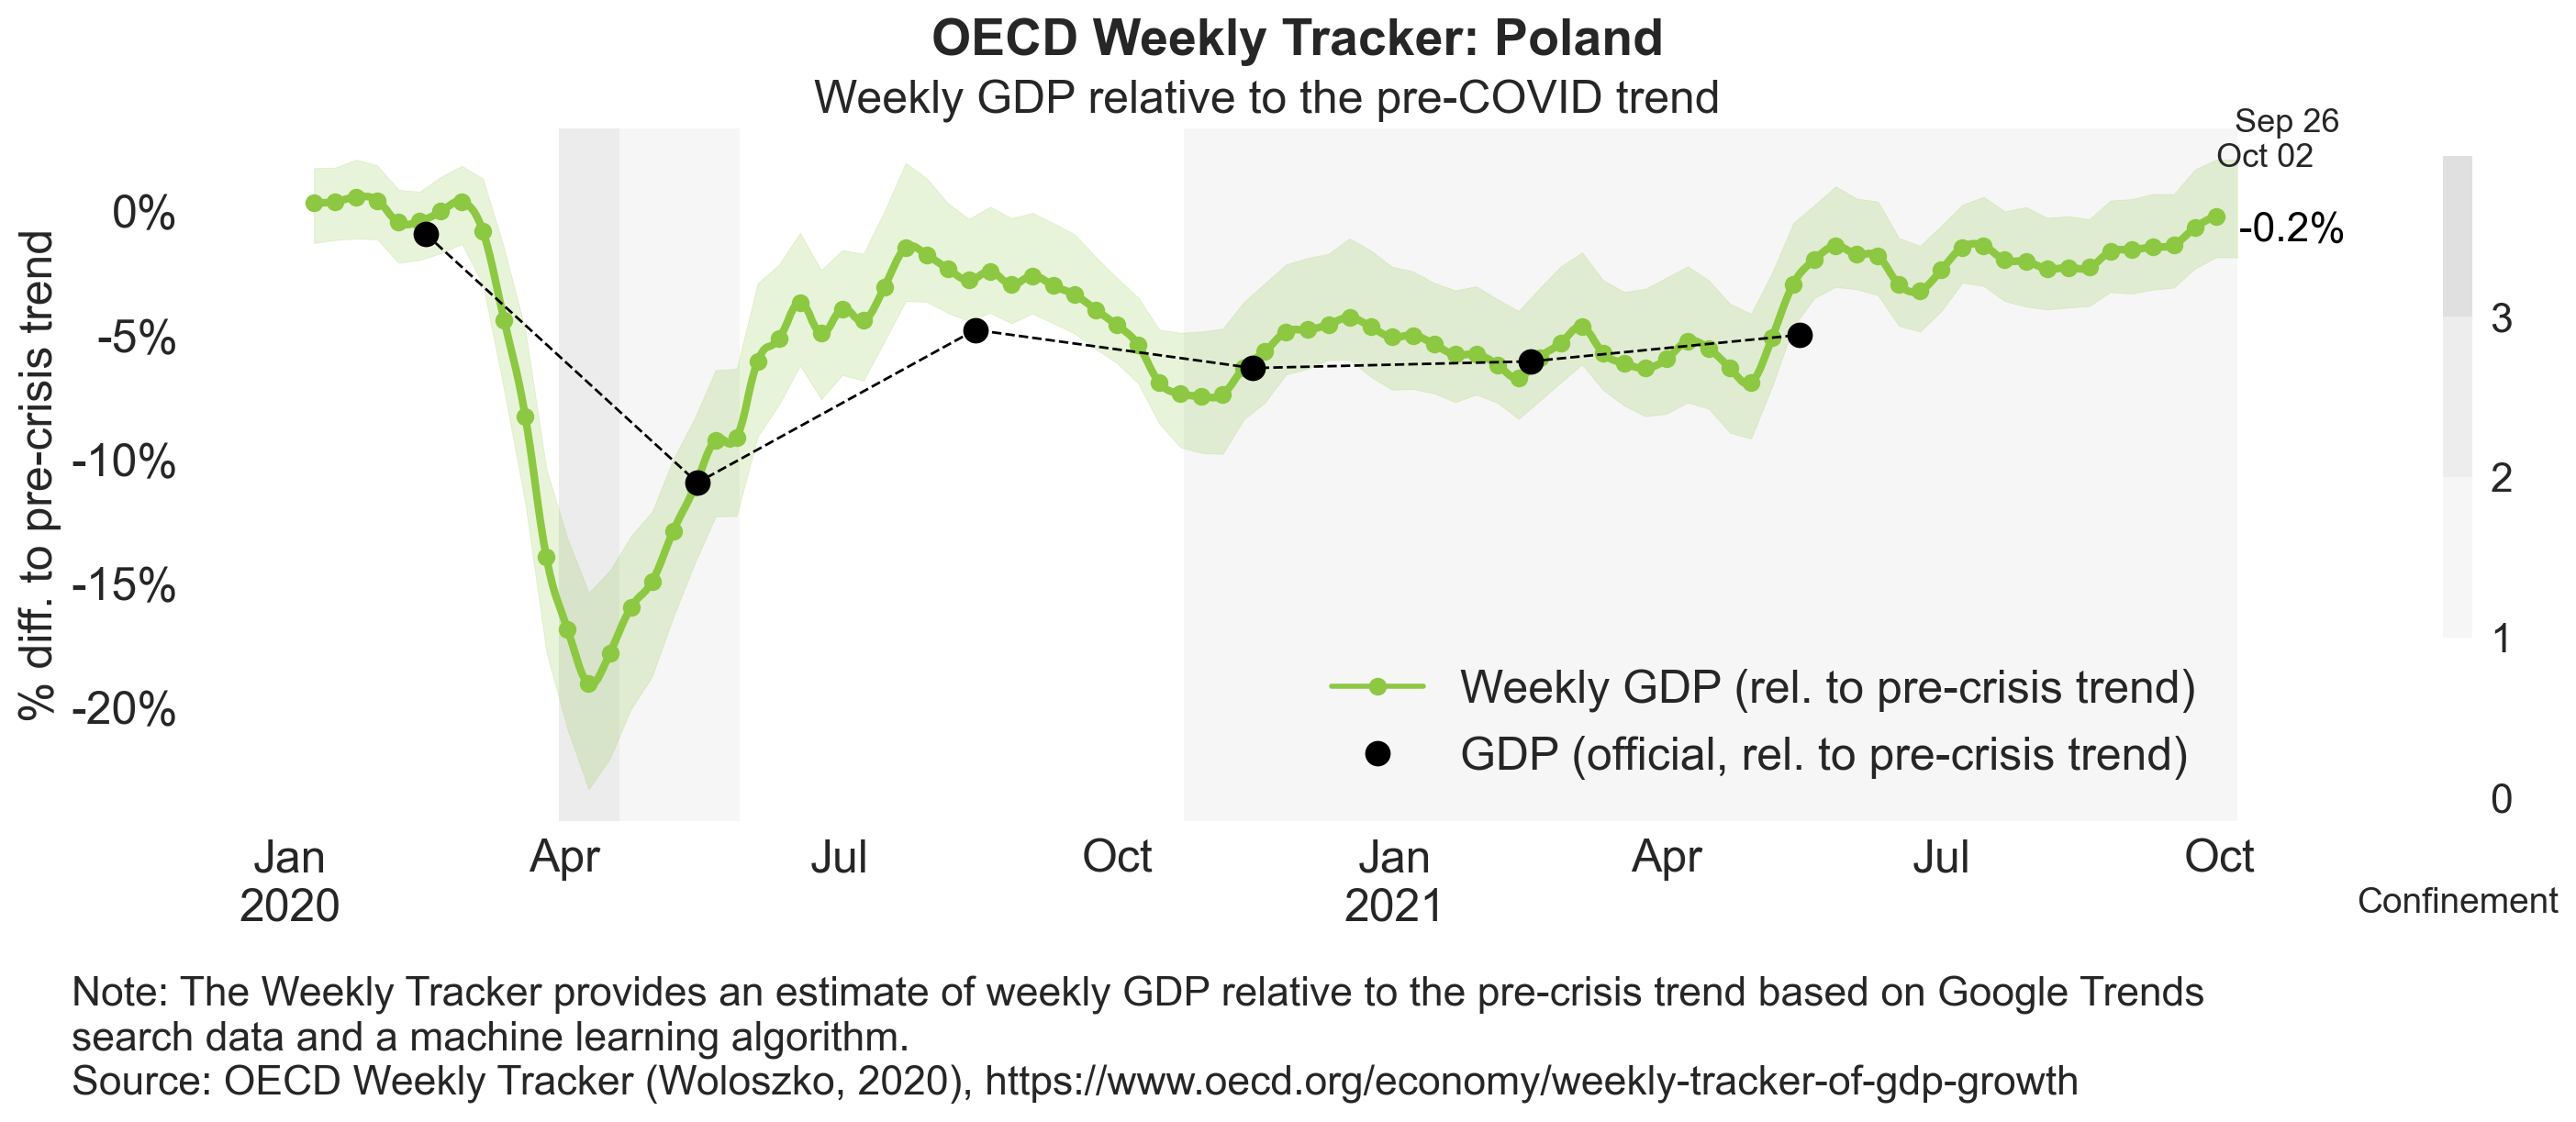 OECD Weekly Tracker: Poland
Weekly GDP relative to the pre-COVID trend
Sep 26
Oct 02
-0.2%
% diff. to pre-crisis trend
0%
-5%
-10%
-15%
-20%
Weekly GDP (rel. to pre-crisis trend)
GDP (official, rel. to pre-crisis trend)
3
2
1
0
Confinement
Jan Apr Jul Oct Jan Apr Jul Oct
2020 2021
Note: The Weekly Tracker provides an estimate of weekly GDP relative to the pre-crisis trend based on Google Trends
search data and a machine learning algorithm.
Source: OECD Weekly Tracker (Woloszko, 2020), https://www.oecd.org/economy/weekly-tracker-of-gdp-growth